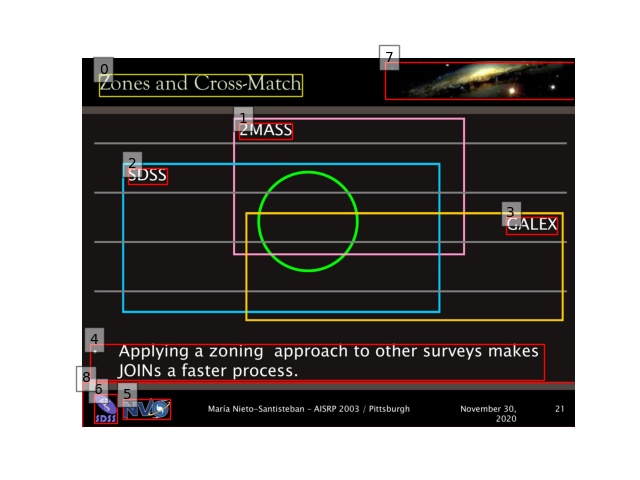 Zones and Cross-Match
2MASS
SDSS
GALEX
Applying a zoning approach to other surveys makes
JOINs a faster process.
SDSS
NVO
María Nieto-Santisteban - AISRP 2003 / Pittsburgh
November 30,
2020
21
0
1
2
3
4
5
6
7
8